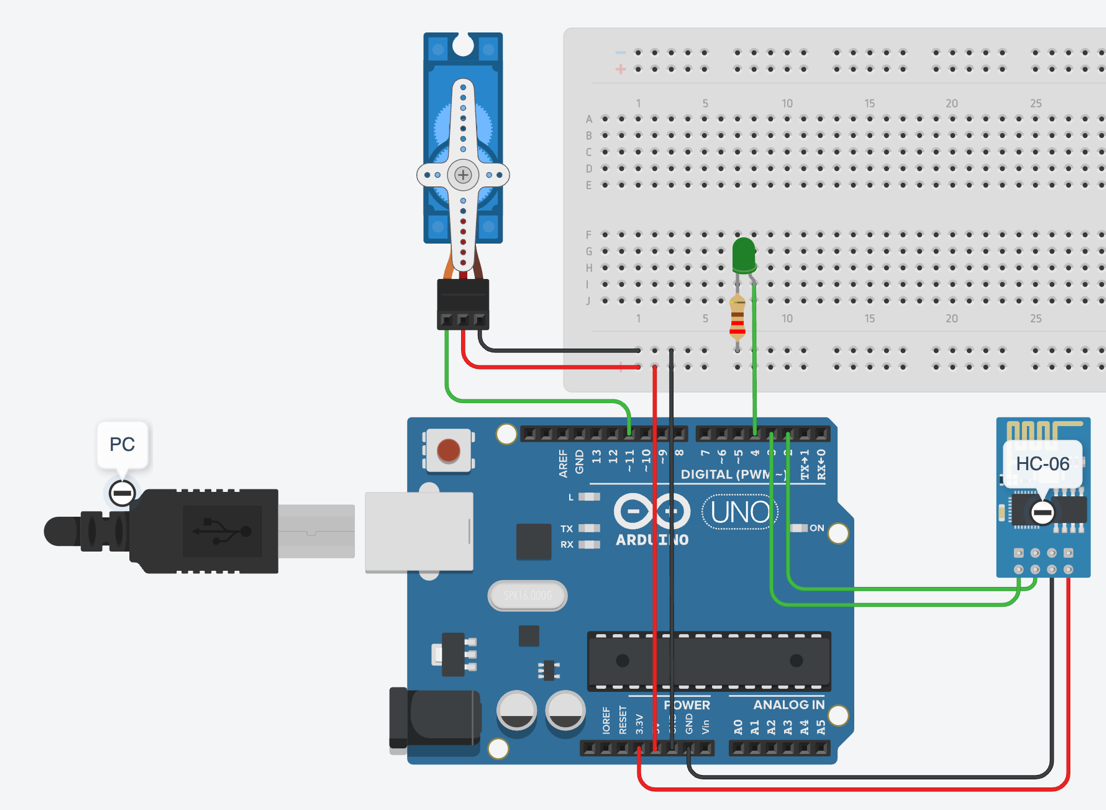 − −
+ +
1 5 10 15 20 25
A
B
C
D
E
F
G
H
I
J
1 5 10 15 20 25
PC
HC-06
AREF
GND
13
12
~11
~10
~9
8
7
~6
~5
4
2
TX→1
RX←0
DIGITAL (PWM~)
L
TX
RX
ARDUINO
UNO
ON
SPK16.000G
POWER
ANALOG IN
IOREF
RESET
3.3V
GND
Vin
A0
A1
A2
A3
A4
A5